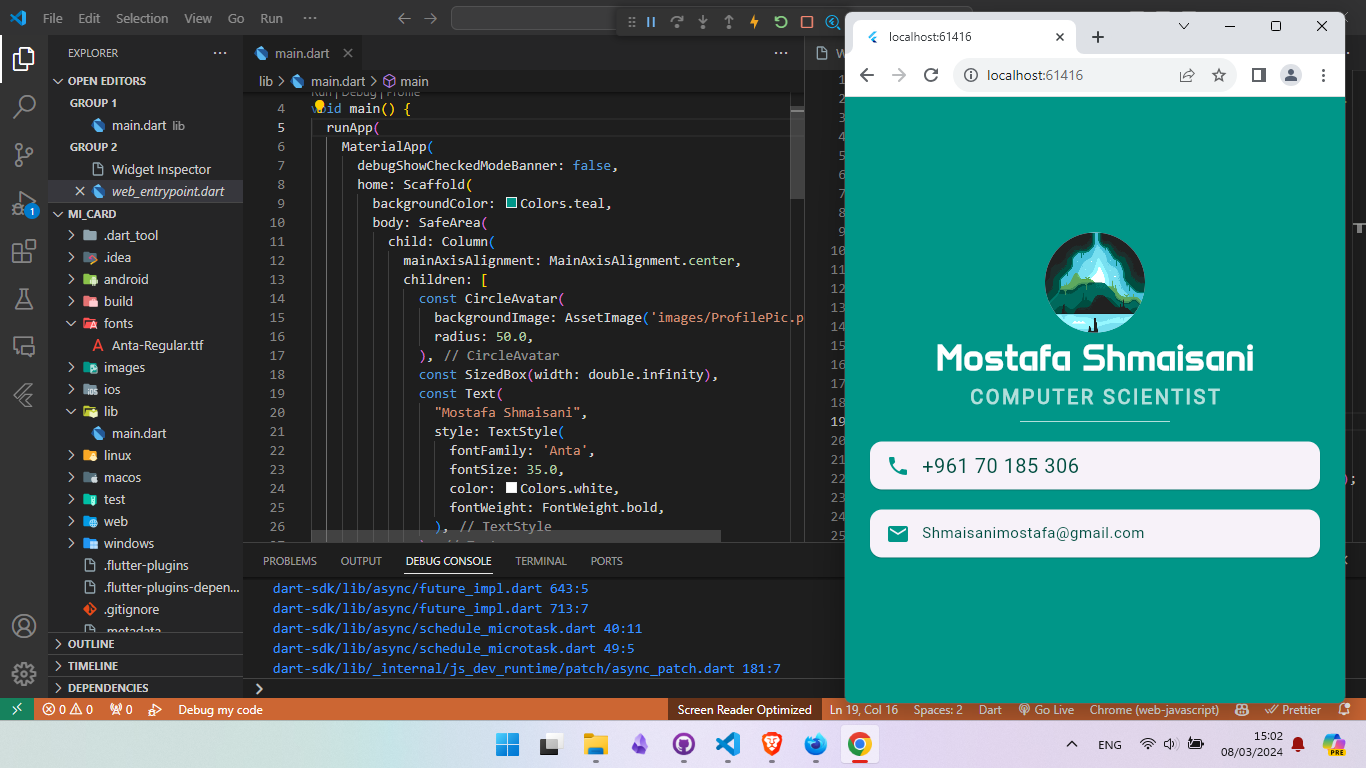 File Edit Selection View Go Run ···
EXPLORER ···
OPEN EDITORS
GROUP 1
main.dart lib
GROUP 2
Widget Inspector
web_entrypoint.dart
MI_CARD
.dart_tool
.idea
android
build
fonts
Anta-Regular.ttf
images
ios
lib
main.dart
linux
macos
test
web
windows
.flutter-plugins
.flutter-plugins-depen...
.gitignore
.metadata
OUTLINE
TIMELINE
DEPENDENCIES
main.dart
lib > main.dart > main
Run | Debug | Profile
4 void main() {
5 runApp(
6 MaterialApp(
7 debugShowCheckedModeBanner: false,
8 home: Scaffold(
9 backgroundColor: Colors.teal,
10 body: SafeArea(
11 child: Column(
12 mainAxisAlignment: MainAxisAlignment.center,
13 children: [
14 const CircleAvatar(
15 backgroundImage: AssetImage('images/ProfilePic.p
16 radius: 50.0,
17 ), // CircleAvatar
18 const SizedBox(width: double.infinity),
19 const Text(
20 "Mostafa Shmaisani",
21 style: TextStyle(
22 fontFamily: 'Anta',
23 fontSize: 35.0,
24 color: Colors.white,
25 fontWeight: FontWeight.bold,
26 ), // TextStyle
PROBLEMS OUTPUT DEBUG CONSOLE TERMINAL PORTS
dart-sdk/lib/async/future_impl.dart 643:5
dart-sdk/lib/async/future_impl.dart 713:7
dart-sdk/lib/async/schedule_microtask.dart 40:11
dart-sdk/lib/async/schedule_microtask.dart 49:5
dart-sdk/lib/_internal/js_dev_runtime/patch/async_patch.dart 181:7
localhost:61416
localhost:61416
Mostafa Shmaisani
COMPUTER SCIENTIST
+961 70 185 306
Shmaisanimostafa@gmail.com
);
0 0 0 Debug my code Screen Reader Optimized Ln 19, Col 16 Spaces: 2 Dart Go Live Chrome (web-javascript) Prettier
1
ENG 15:02
08/03/2024
PRE